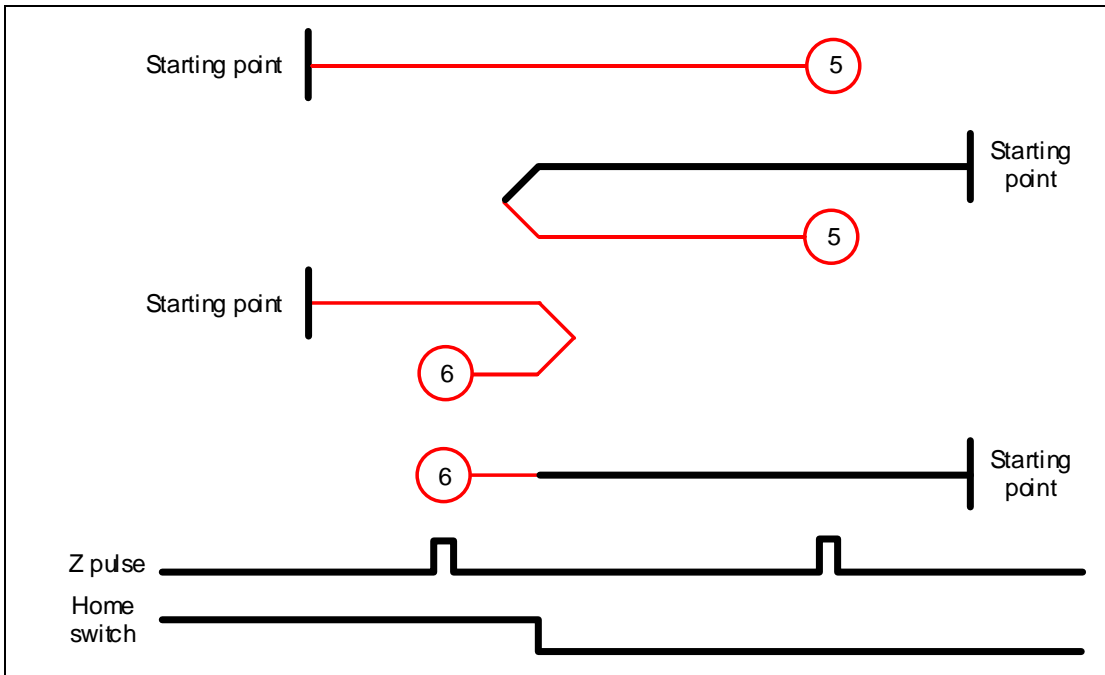 Starting point
5
Starting
point
5
Starting point
6
6
Starting
point
Z pulse
Home
switch